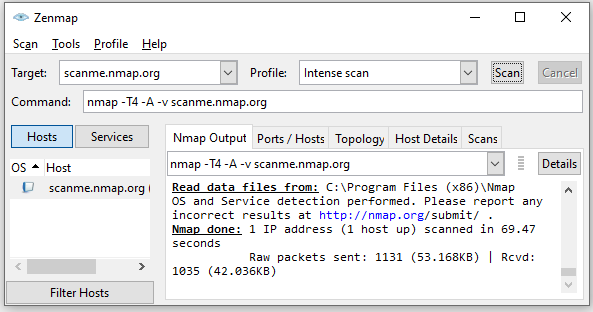 Zenmap
Scan Tools Profile Help
Target: scanme.nmap.org Profile: Intense scan Scan Cancel
Command: nmap -T4 -A -v scanme.nmap.org
Hosts Services
Nmap Output Ports / Hosts Topology Host Details Scans
OS Host
nmap -T4 -A -v scanme.nmap.org Details
scanme.nmap.org (
Read data files from: C:\Program Files (x86)\Nmap
OS and Service detection performed. Please report any
incorrect results at http://nmap.org/submit/ .
Nmap done: 1 IP address (1 host up) scanned in 69.47
seconds
Raw packets sent: 1131 (53.168KB) | Rcvd:
1035 (42.036KB)
Filter Hosts